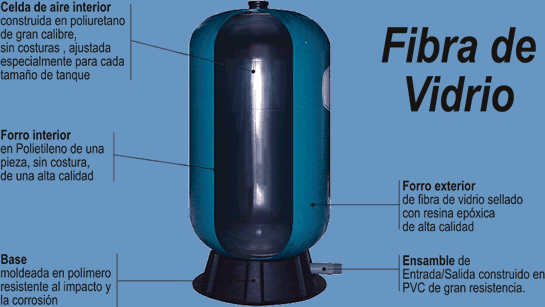 Celda de aire interior
construida en poliuretano
de gran calibre,
sin costuras , ajustada
especialmente para cada
tamaño de tanque
Fibra de
Vidrio
Forro interior
en Polietileno de una
pieza, sin costura,
de una alta calidad
Forro exterior
de fibra de vidrio sellado
con resina epóxica
de alta calidad
Base
moldeada en polímero
resistente al impacto y
la corrosión
Ensamble de
Entrada/Salida construido en
PVC de gran resistencia.